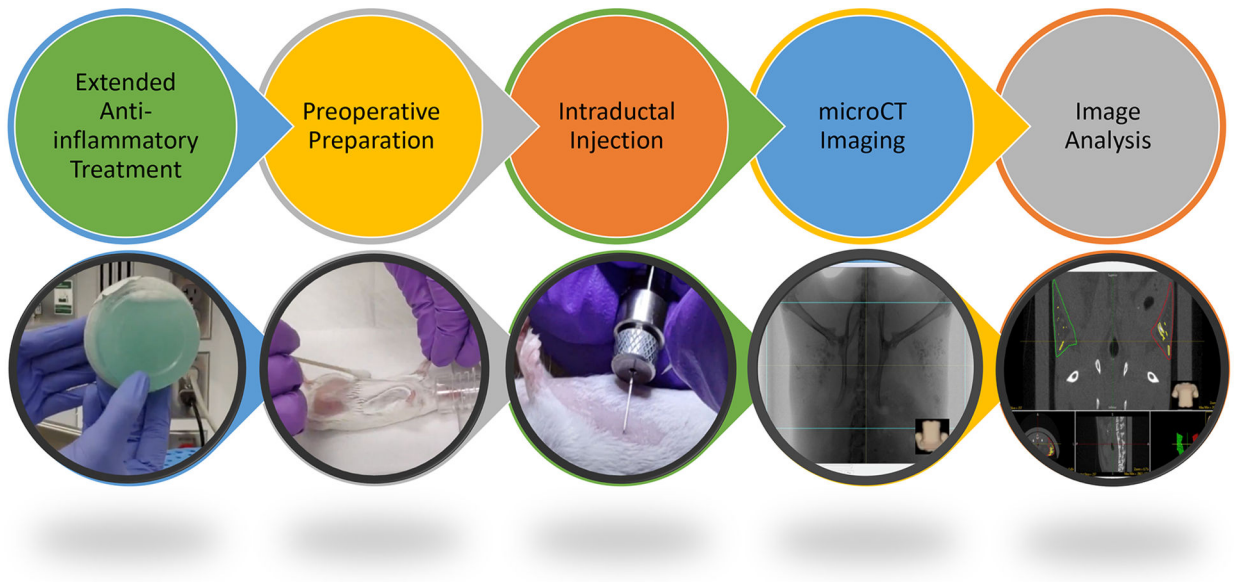 Extended
Anti-
inflammatory
Treatment
Preoperative
Preparation
Intraductal
Injection
microCT
Imaging
Image
Analysis